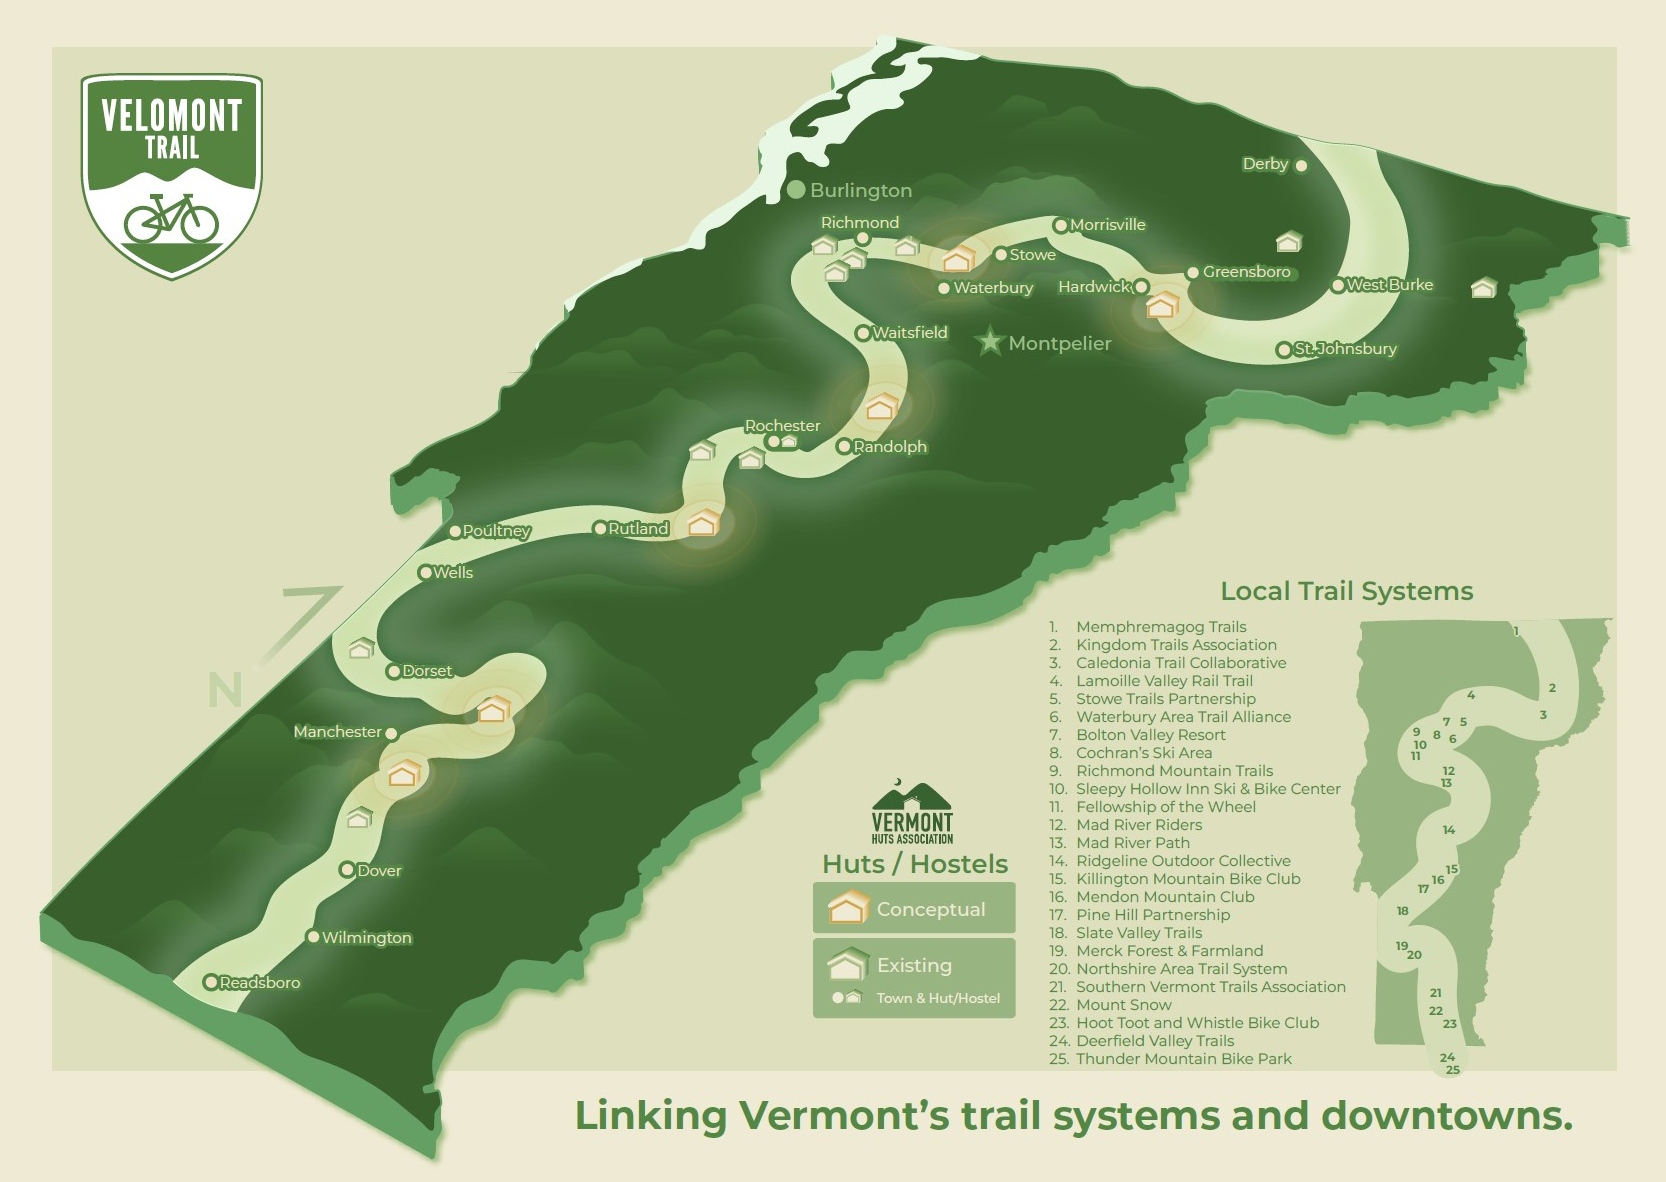 VELOMONT
TRAIL
Burlington
Richmond
Derby
Morrisville
Stowe
Waterbury
Hardwick
Greensboro
West Burke
St. Johnsbury
Waitsfield
Montpelier
Rochester
Randolph
Poultney
Rutland
Wells
N
Dorset
Manchester
Dover
Wilmington
Readsboro
VERMONT
HUTS ASSOCIATION
Huts / Hostels
Conceptual
Existing
Town & Hut/Hostel
Local Trail Systems
1. Memphremagog Trails
2. Kingdom Trails Association
3. Caledonia Trail Collaborative
4. Lamoille Valley Rail Trail
5. Stowe Trails Partnership
6. Waterbury Area Trail Alliance
7. Bolton Valley Resort
8. Cochran's Ski Area
9. Richmond Mountain Trails
10. Sleepy Hollow Inn Ski & Bike Center
11. Fellowship of the Wheel
12. Mad River Riders
13. Mad River Path
14. Ridgeline Outdoor Collective
15. Killington Mountain Bike Club
16. Mendon Mountain Club
17. Pine Hill Partnership
18. Slate Valley Trails
19. Merck Forest & Farmland
20. Northshire Area Trail System
21. Southern Vermont Trails Association
22. Mount Snow
23. Hoot Toot and Whistle Bike Club
24. Deerfield Valley Trails
25. Thunder Mountain Bike Park
1
2
3
4
5
6
7
8
9
10
11
12
13
14
15
16
17
18
19
20
21
22
23
24
25
Linking Vermont's trail systems and downtowns.